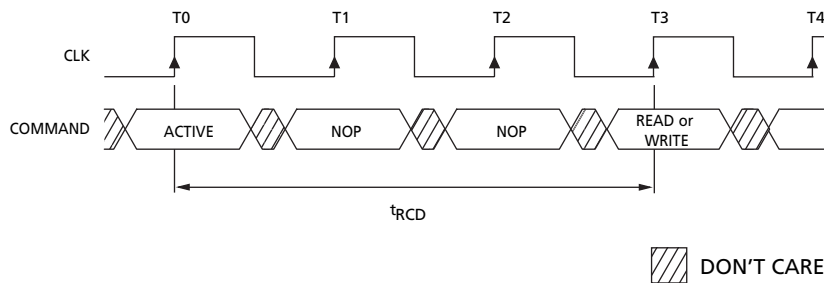 T0 T1 T2 T3 T4
CLK
COMMAND ACTIVE NOP NOP READ or
WRITE
tRCD
DON'T CARE